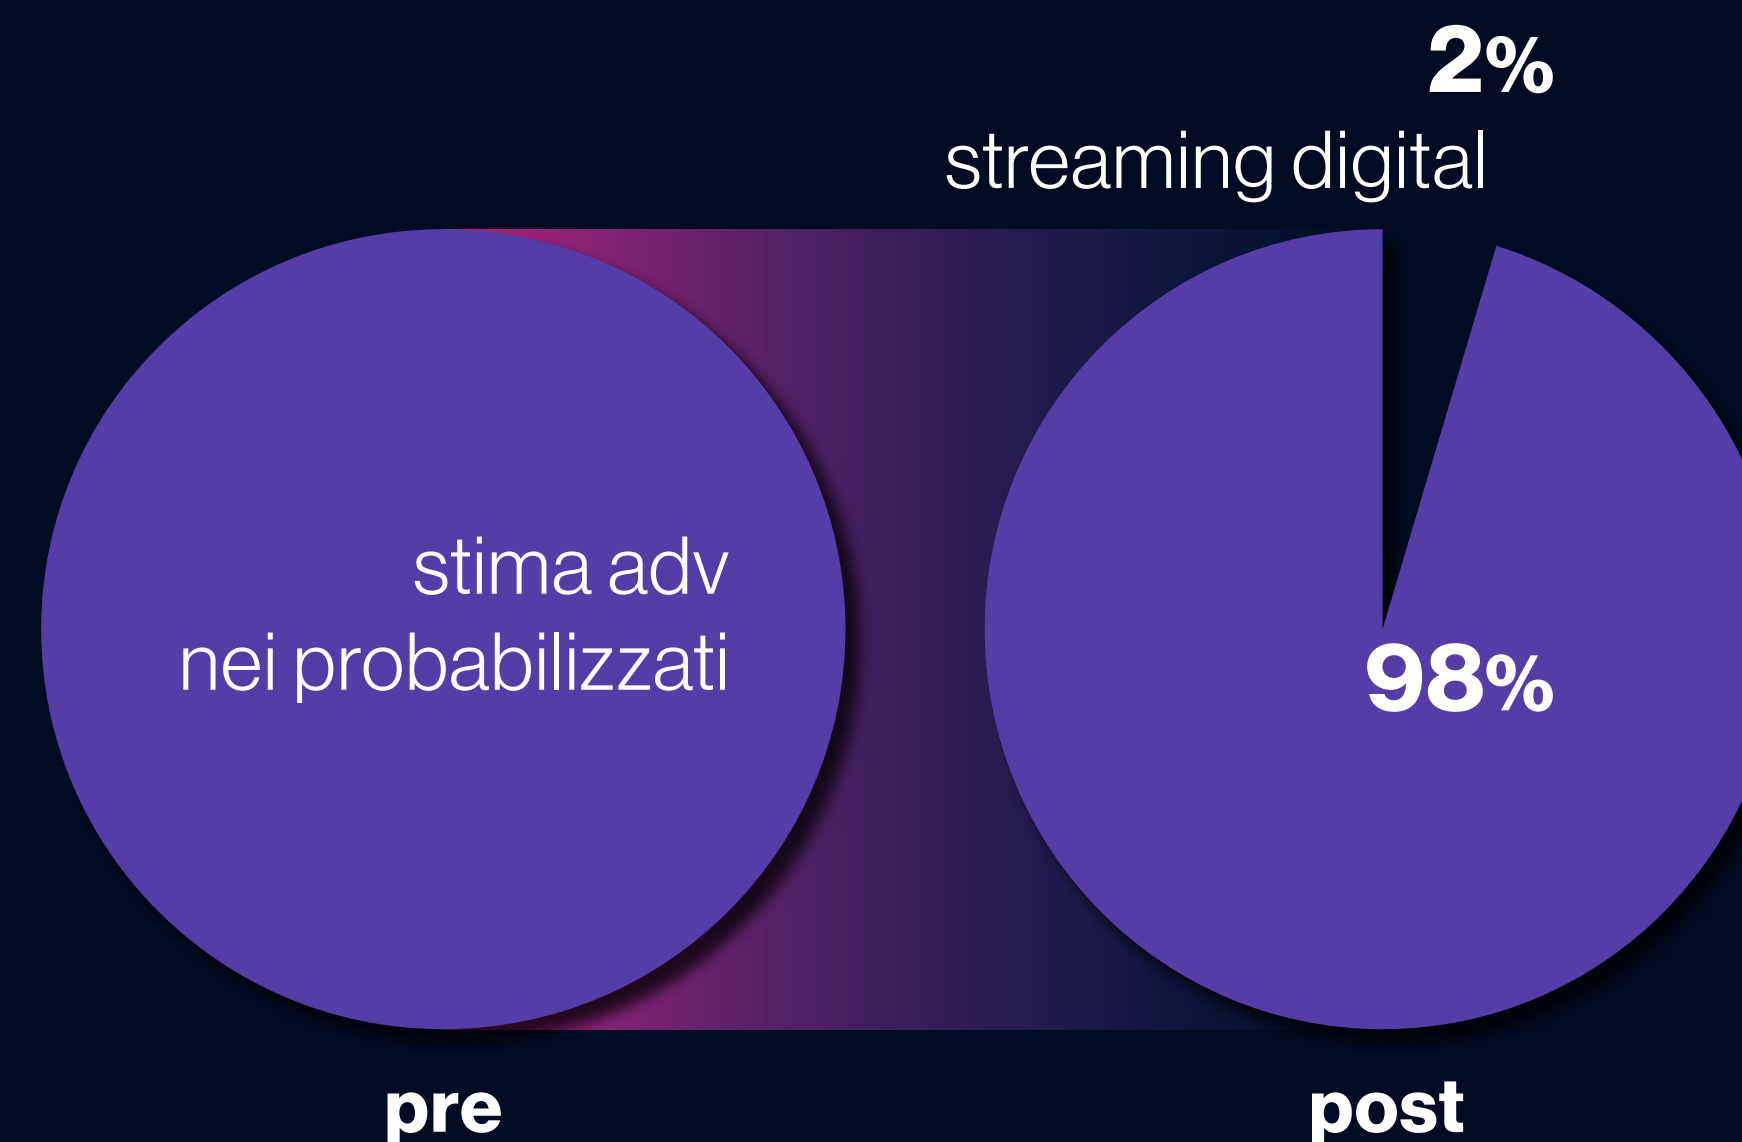 2%
streaming digital
stima adv
nei probabilizzati
98%
pre
post